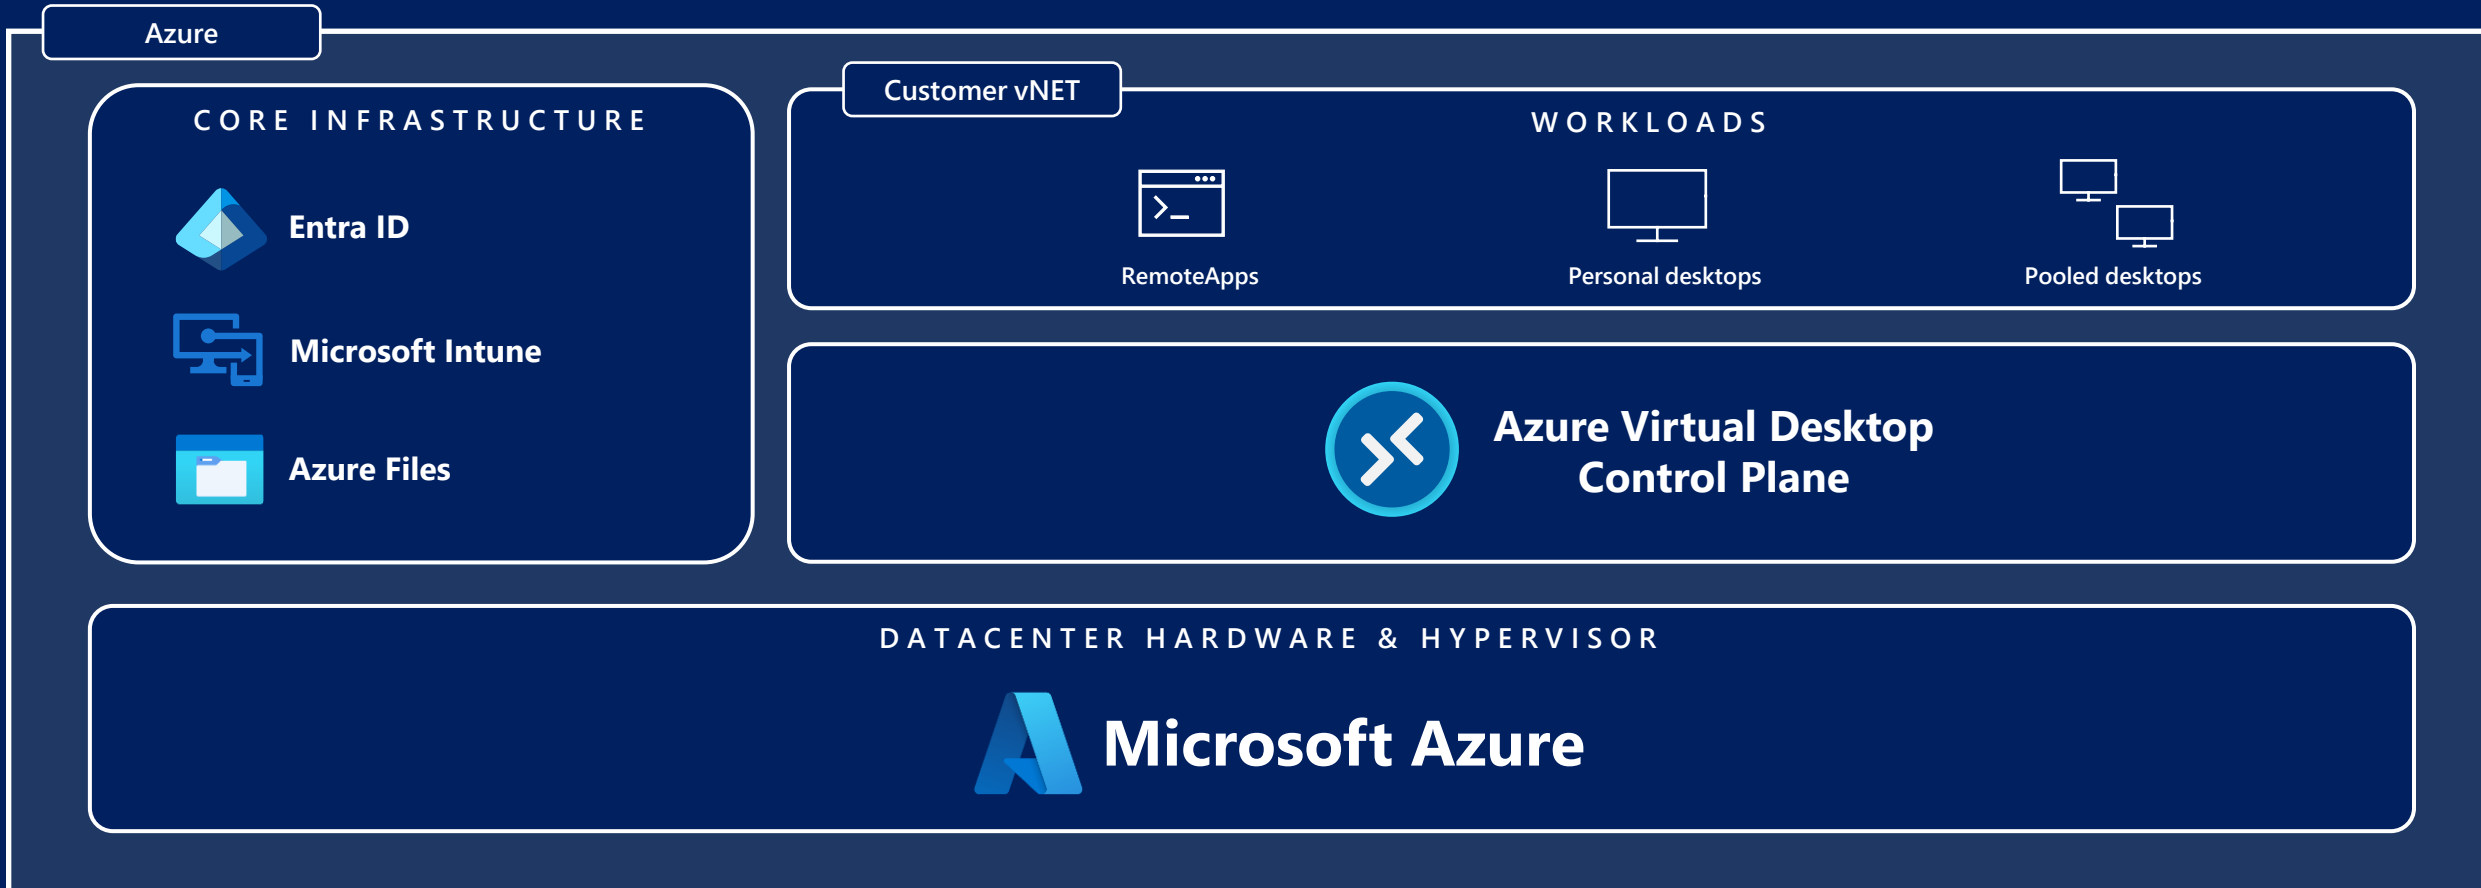 Azure
CORE INFRASTRUCTURE
Entra ID
Microsoft Intune
Azure Files
Customer vNET
WORKLOADS
RemoteApps
Personal desktops
Pooled desktops
Azure Virtual Desktop
Control Plane
DATACENTER HARDWARE & HYPERVISOR
Microsoft Azure